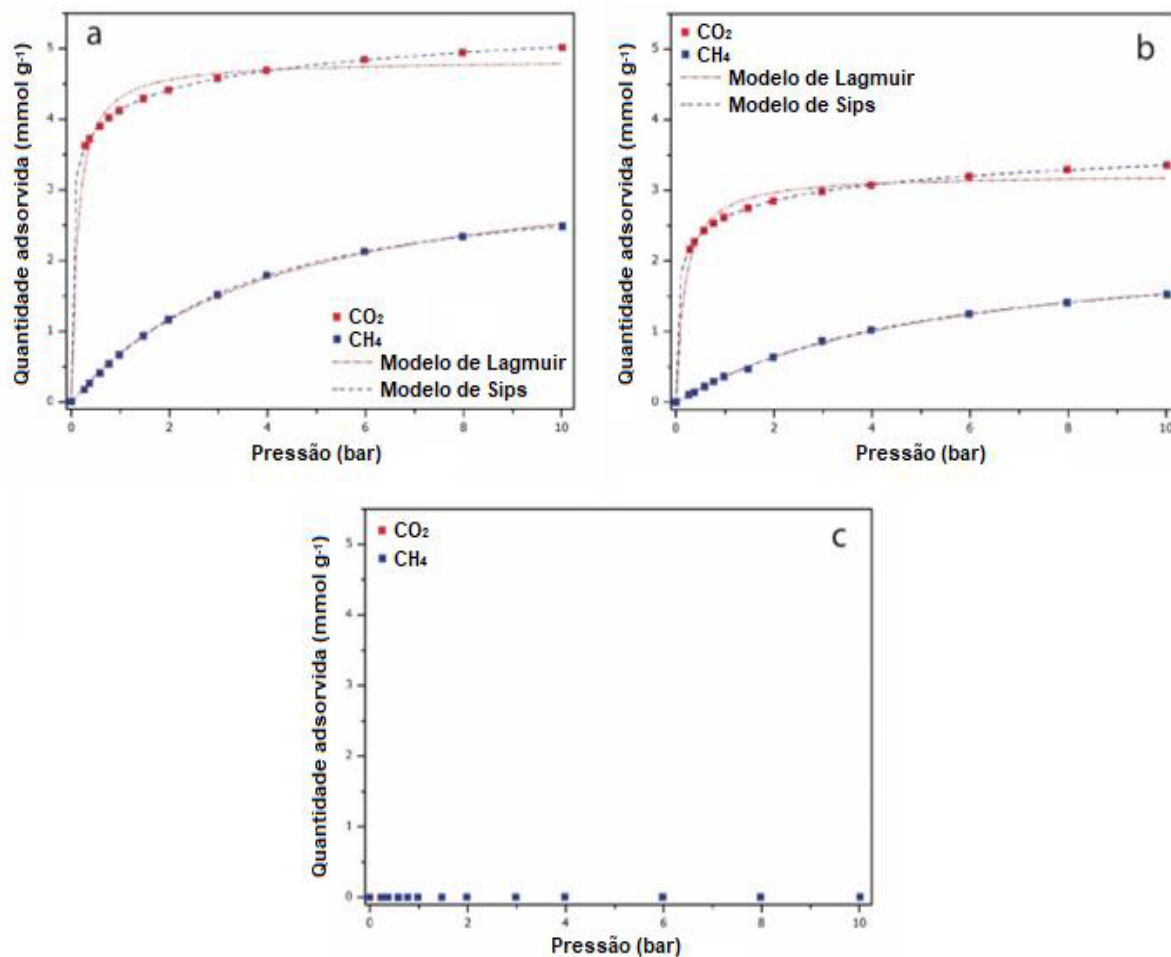 a
Quantidade adsorvida (mmol g⁻¹)
5
4
3
2
1
0
CO₂
CH₄
Modelo de Lagmuir
Modelo de Sips
0 2 4 6 8 10
Pressão (bar)
b
Quantidade adsorvida (mmol g⁻¹)
CO₂
CH₄
Modelo de Lagmuir
Modelo de Sips
5
4
3
2
1
0
0 2 4 6 8 10
Pressão (bar)
c
Quantidade adsorvida (mmol g⁻¹)
CO₂
CH₄
5
4
3
2
1
0
0 2 4 6 8 10
Pressão (bar)